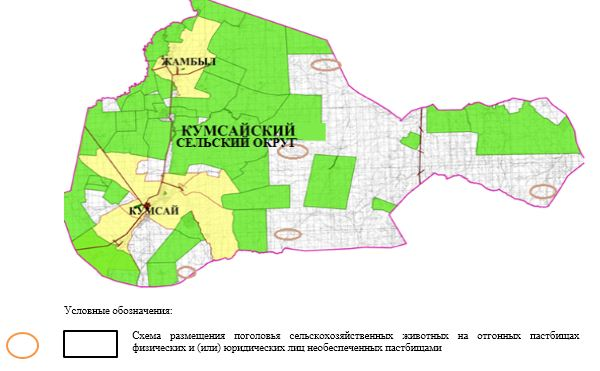 ЖАМБЫЛ
КУМСАЙСКИЙ
СЕЛЬСКИЙ ОКРУГ
КУМСАЙ
Условные обозначения:
Схема размещения поголовья сельскохозяйственных животных на отгонных пастбищах
физических и (или) юридических лиц необеспеченных пастбищами